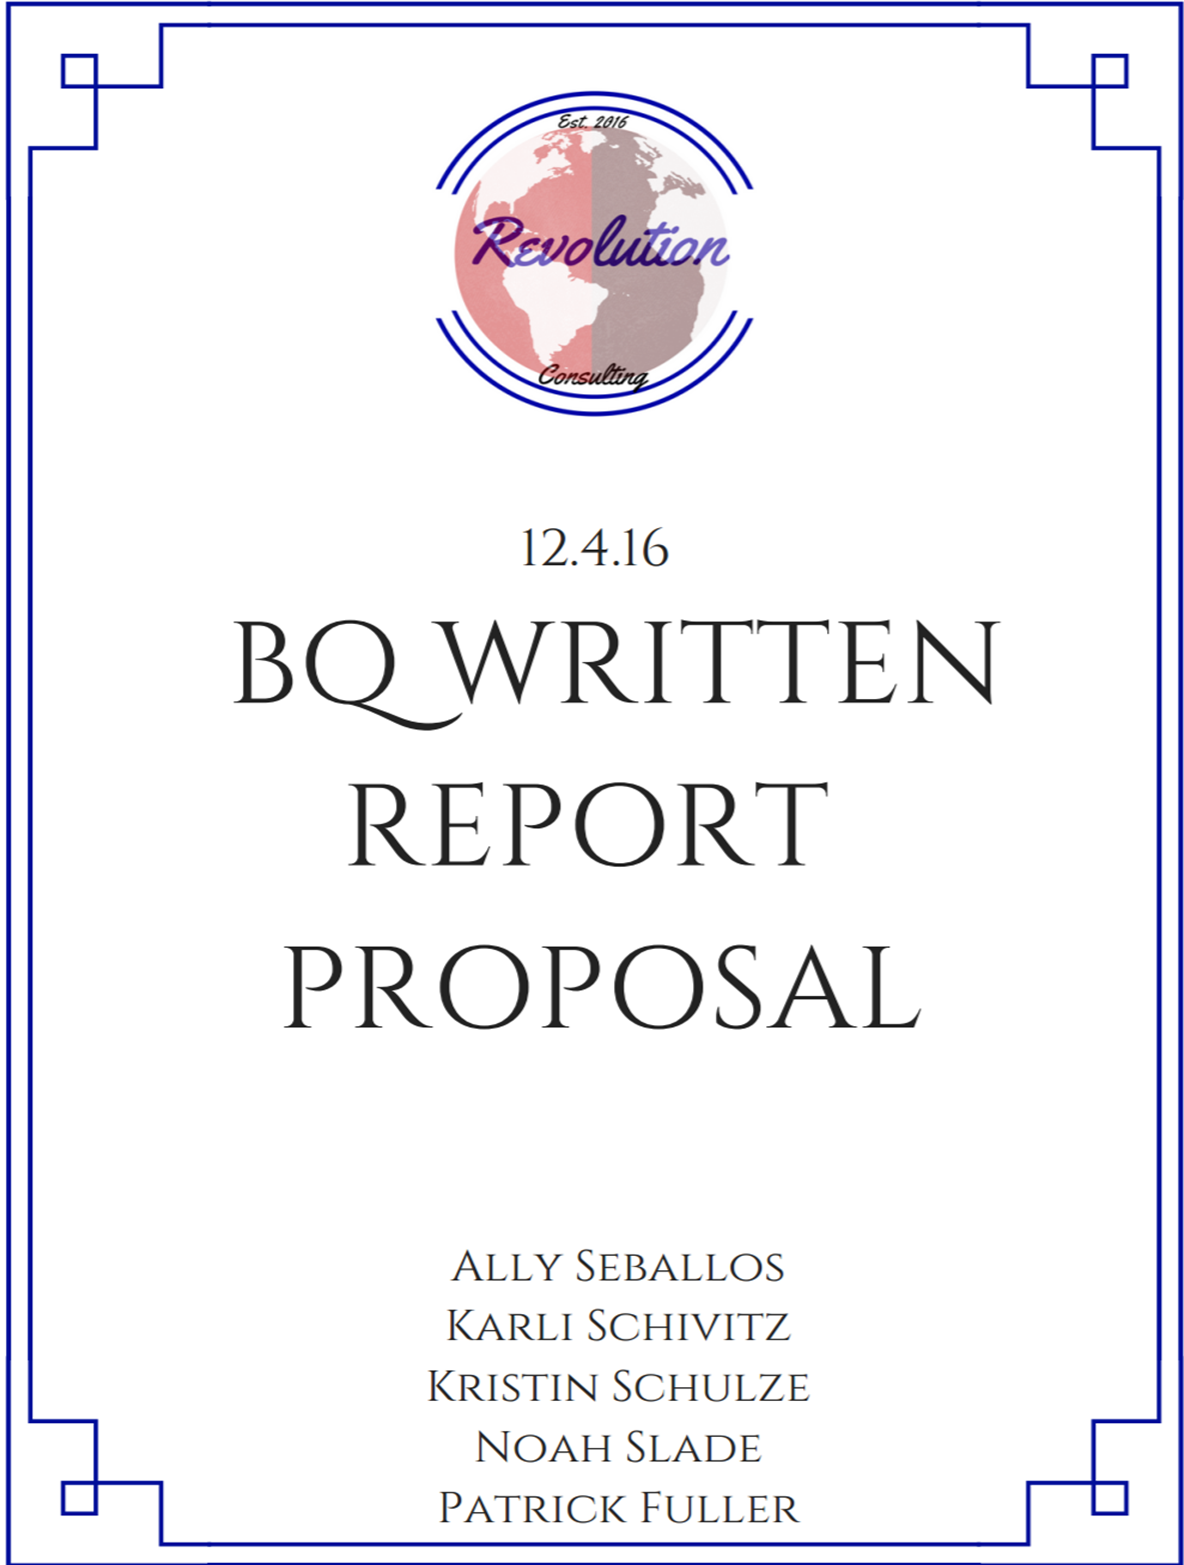 Est. 2016
Revolution
Consulting
12.4.16
BQ WRITTEN
REPORT
PROPOSAL
Ally Seballos
Karli Schivitz
Kristin Schulze
Noah Slade
Patrick Fuller